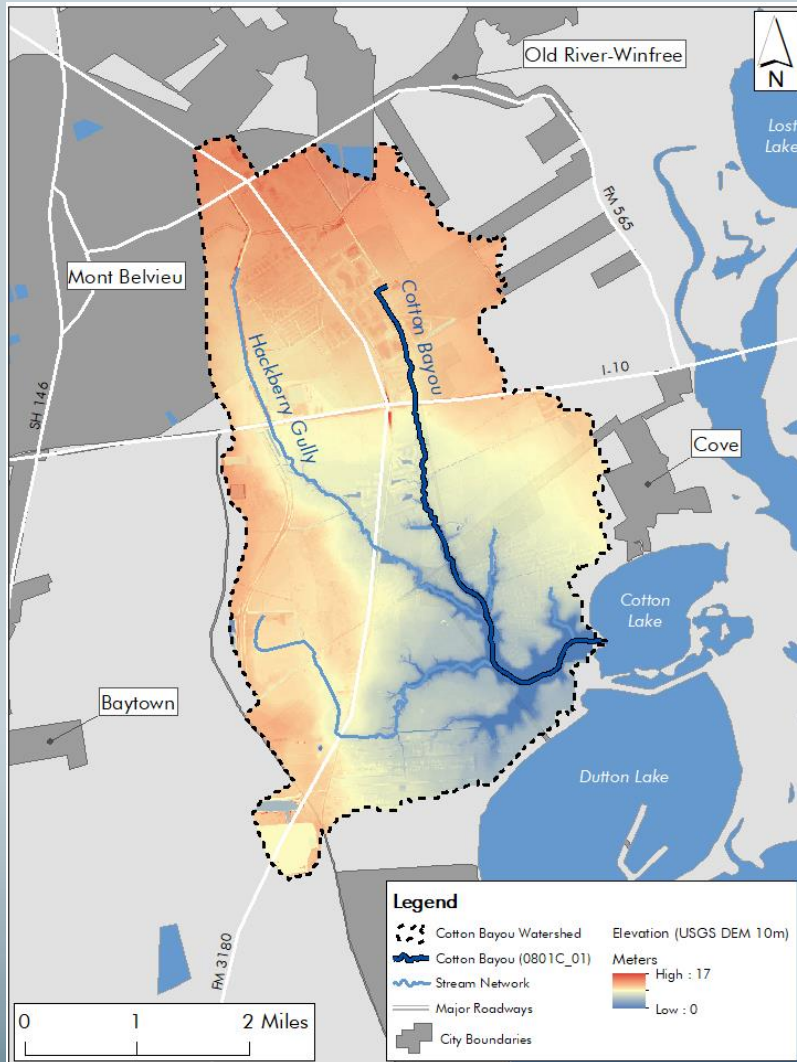 Old River-Winfree
N
Lost
Lake
FM 565
Mont Belvieu
Cotton Bayou
Hackberry Gully
I-10
SH 146
Cove
Cotton
Lake
Baytown
Dutton Lake
FM 3180
Legend
Cotton Bayou Watershed
Cotton Bayou (0801C_01)
Stream Network
Major Roadways
City Boundaries
Elevation (USGS DEM 10m)
Meters
High : 17
Low : 0
0 1 2 Miles